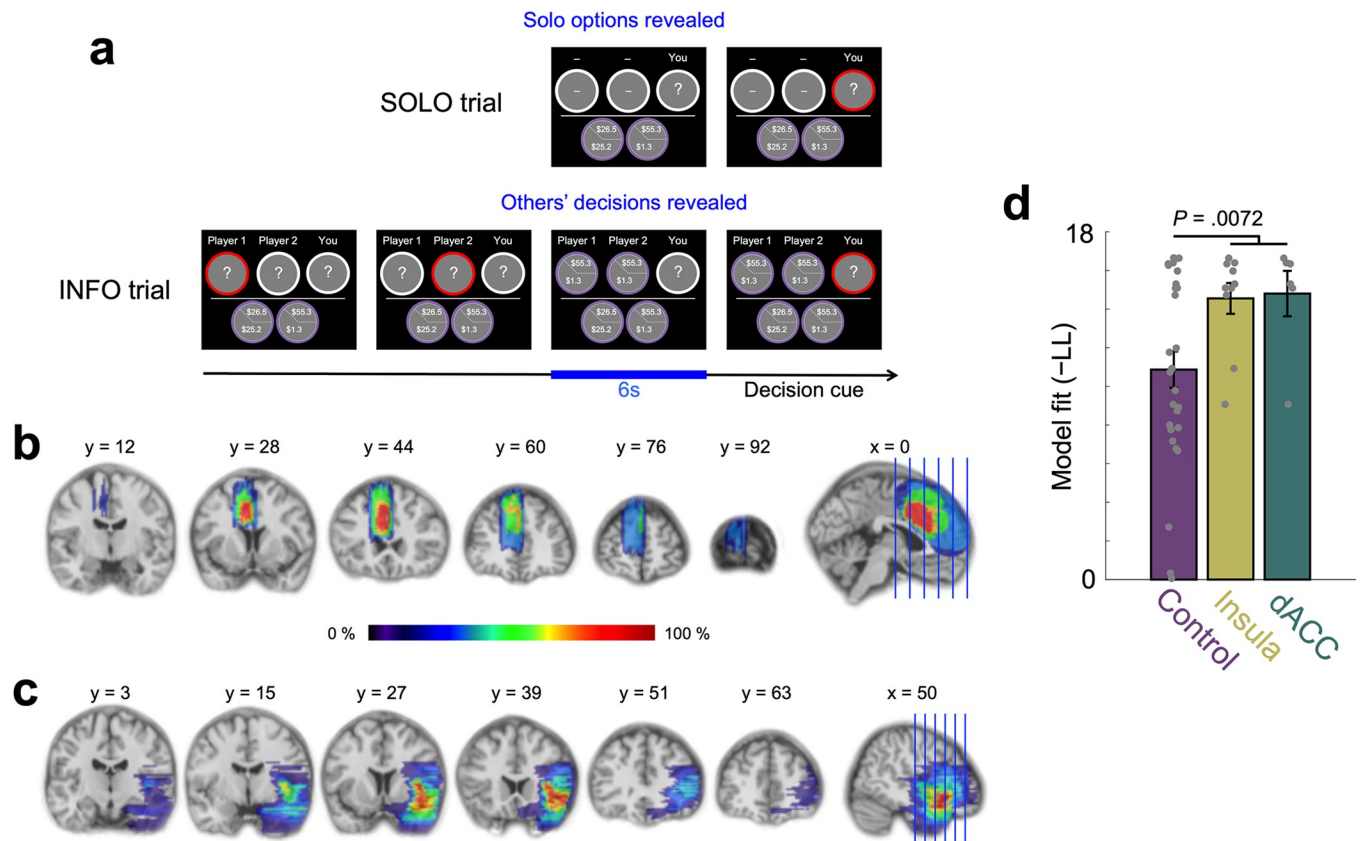 a
Solo options revealed
SOLO trial
– – You
– – ?
$26.5 $55.3
$25.2 $1.3
– – You
– – ?
$26.5 $55.3
$25.2 $1.3
Others’ decisions revealed
INFO trial
Player 1 Player 2 You
? ? ?
$26.5 $55.3
$25.2 $1.3
Player 1 Player 2 You
? ? ?
$26.5 $55.3
$25.2 $1.3
Player 1 Player 2 You
$55.3 $55.3 ?
$1.3 $1.3
$26.5 $55.3
$25.2 $1.3
Player 1 Player 2 You
$55.3 $55.3 ?
$1.3 $1.3
$26.5 $55.3
$25.2 $1.3
6s Decision cue
b
y = 12 y = 28 y = 44 y = 60 y = 76 y = 92 x = 0
0 % 100 %
c
y = 3 y = 15 y = 27 y = 39 y = 51 y = 63 x = 50
d
P = .0072
18
Model fit (−LL)
0
Control Insula dACC